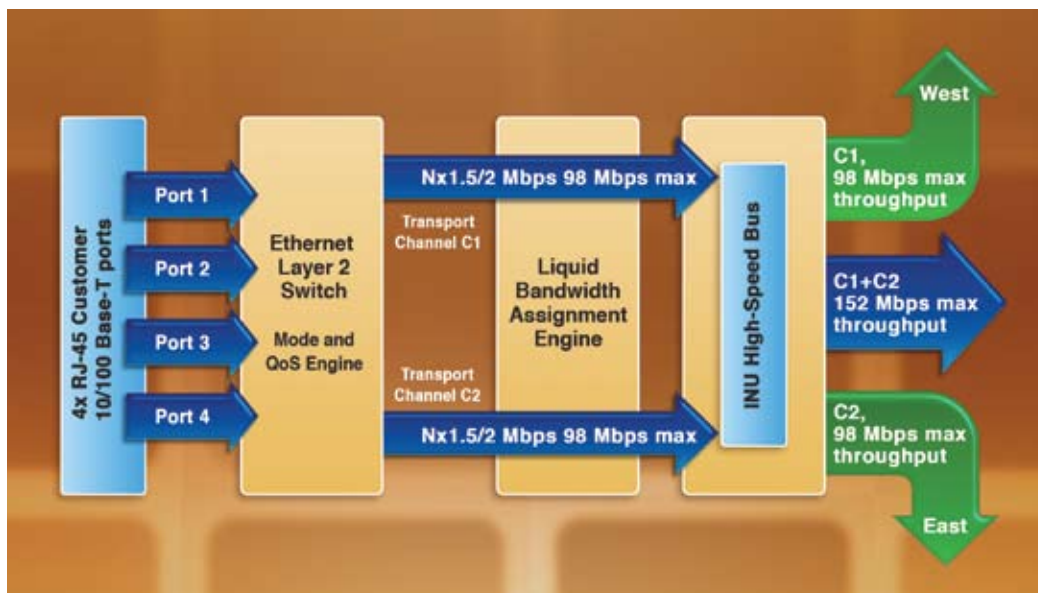 4x RJ-45 Customer
10/100 Base-T ports
Port 1
Port 2
Port 3
Port 4
Ethernet
Layer 2
Switch
Mode and
QoS Engine
Nx1.5/2 Mbps 98 Mbps max
Transport
Channel C1
Transport
Channel C2
Nx1.5/2 Mbps 98 Mbps max
Liquid
Bandwidth
Assignment
Engine
INU High-Speed Bus
West
C1,
98 Mbps max
throughput
C1+C2
152 Mbps max
throughput
C2,
98 Mbps max
throughput
East